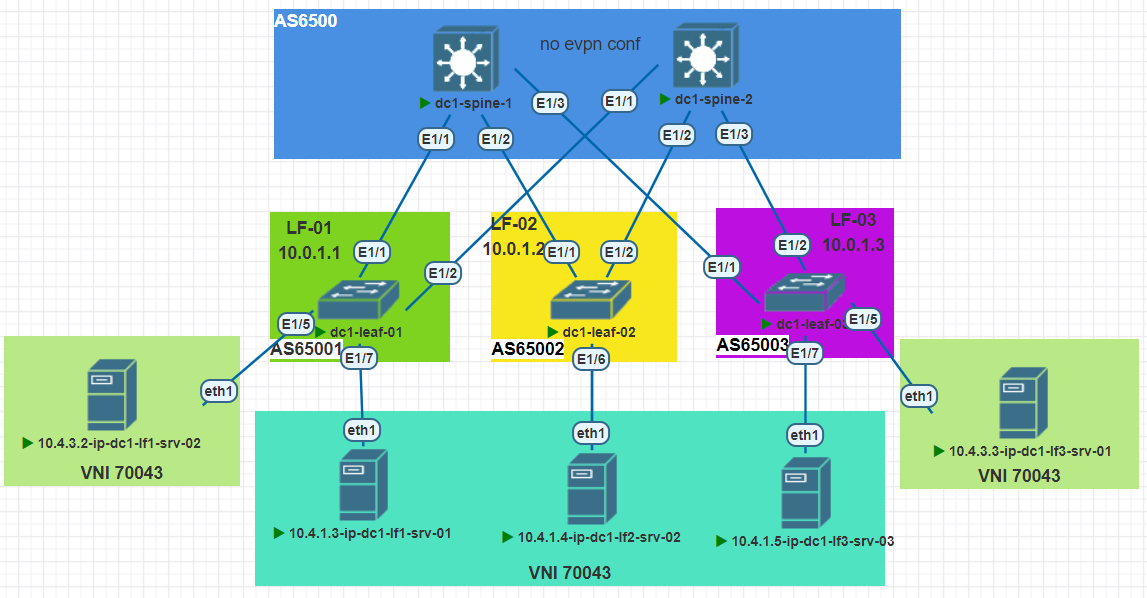 AS6500
no evpn conf
dc1-spine-1
dc1-spine-2
E1/3
E1/1
E1/1
E1/2
E1/2
E1/3
LF-01
10.0.1.1
LF-02
10.0.1.2
LF-03
10.0.1.3
E1/1
E1/2
E1/1
E1/2
E1/1
E1/2
dc1-leaf-01
dc1-leaf-02
dc1-leaf-
E1/5
E1/5
AS65001
AS65002
AS65003
E1/7
E1/6
E1/7
eth1
eth1
10.4.3.2-ip-dc1-lf1-srv-02
VNI 70043
10.4.3.3-ip-dc1-lf3-srv-01
VNI 70043
eth1
eth1
eth1
10.4.1.3-ip-dc1-lf1-srv-01
10.4.1.4-ip-dc1-lf2-srv-02
10.4.1.5-ip-dc1-lf3-srv-03
VNI 70043